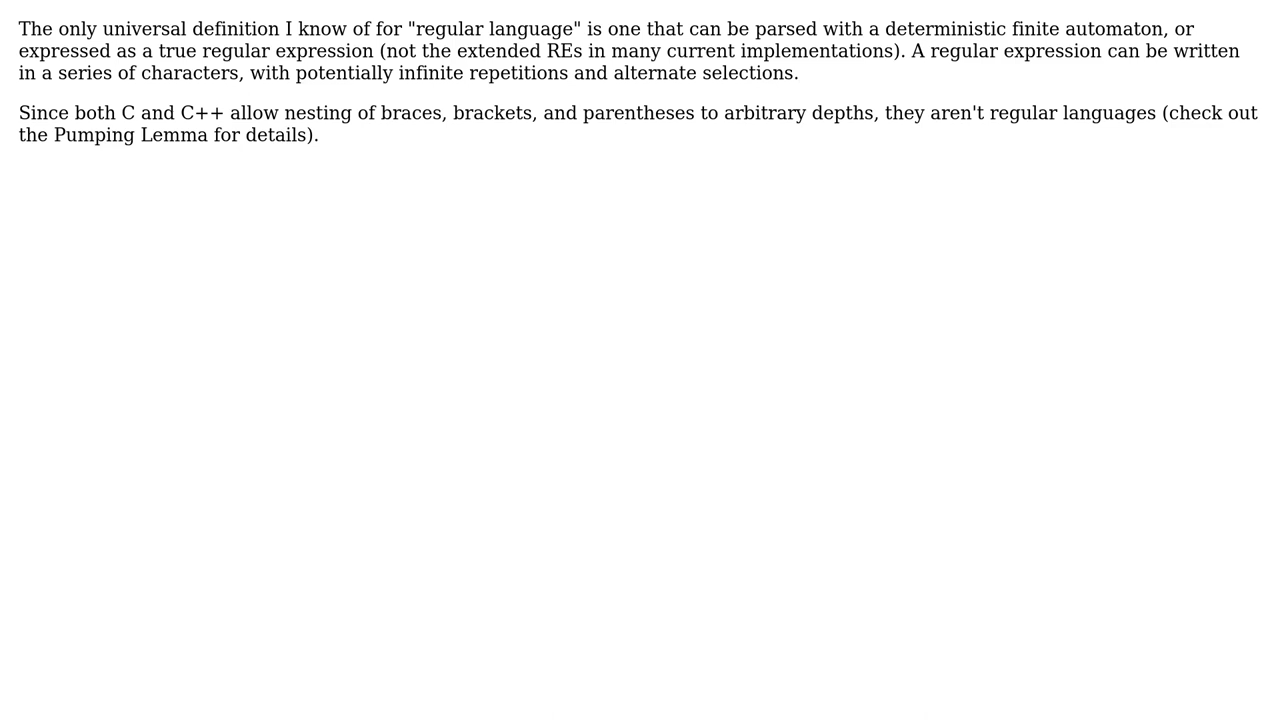 The only universal definition I know of for "regular language" is one that can be parsed with a deterministic finite automaton, or
expressed as a true regular expression (not the extended REs in many current implementations). A regular expression can be written
in a series of characters, with potentially infinite repetitions and alternate selections.
Since both C and C++ allow nesting of braces, brackets, and parentheses to arbitrary depths, they aren't regular languages (check out
the Pumping Lemma for details).